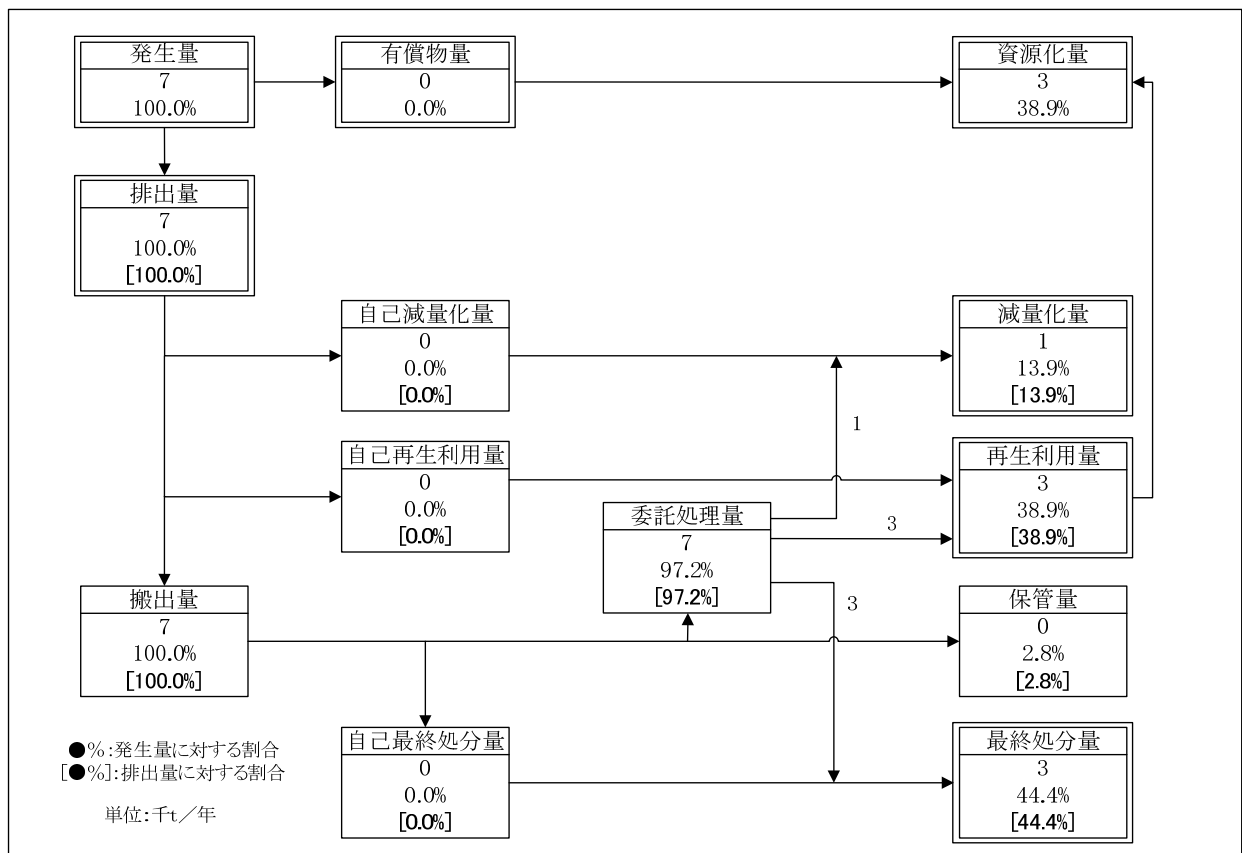 発生量
7
100.0%
有償物量
0
0.0%
資源化量
3
38.9%
排出量
7
100.0%
[100.0%]
自己減量化量
0
0.0%
[0.0%]
減量化量
1
13.9%
[13.9%]
1
自己再生利用量
0
0.0%
[0.0%]
再生利用量
3
38.9%
[38.9%]
委託処理量
7
97.2%
[97.2%]
3
3
搬出量
7
100.0%
[100.0%]
保管量
0
2.8%
[2.8%]
自己最終処分量
0
0.0%
[0.0%]
最終処分量
3
44.4%
[44.4%]
●%:発生量に対する割合
[●%]:排出量に対する割合
単位:千t/年